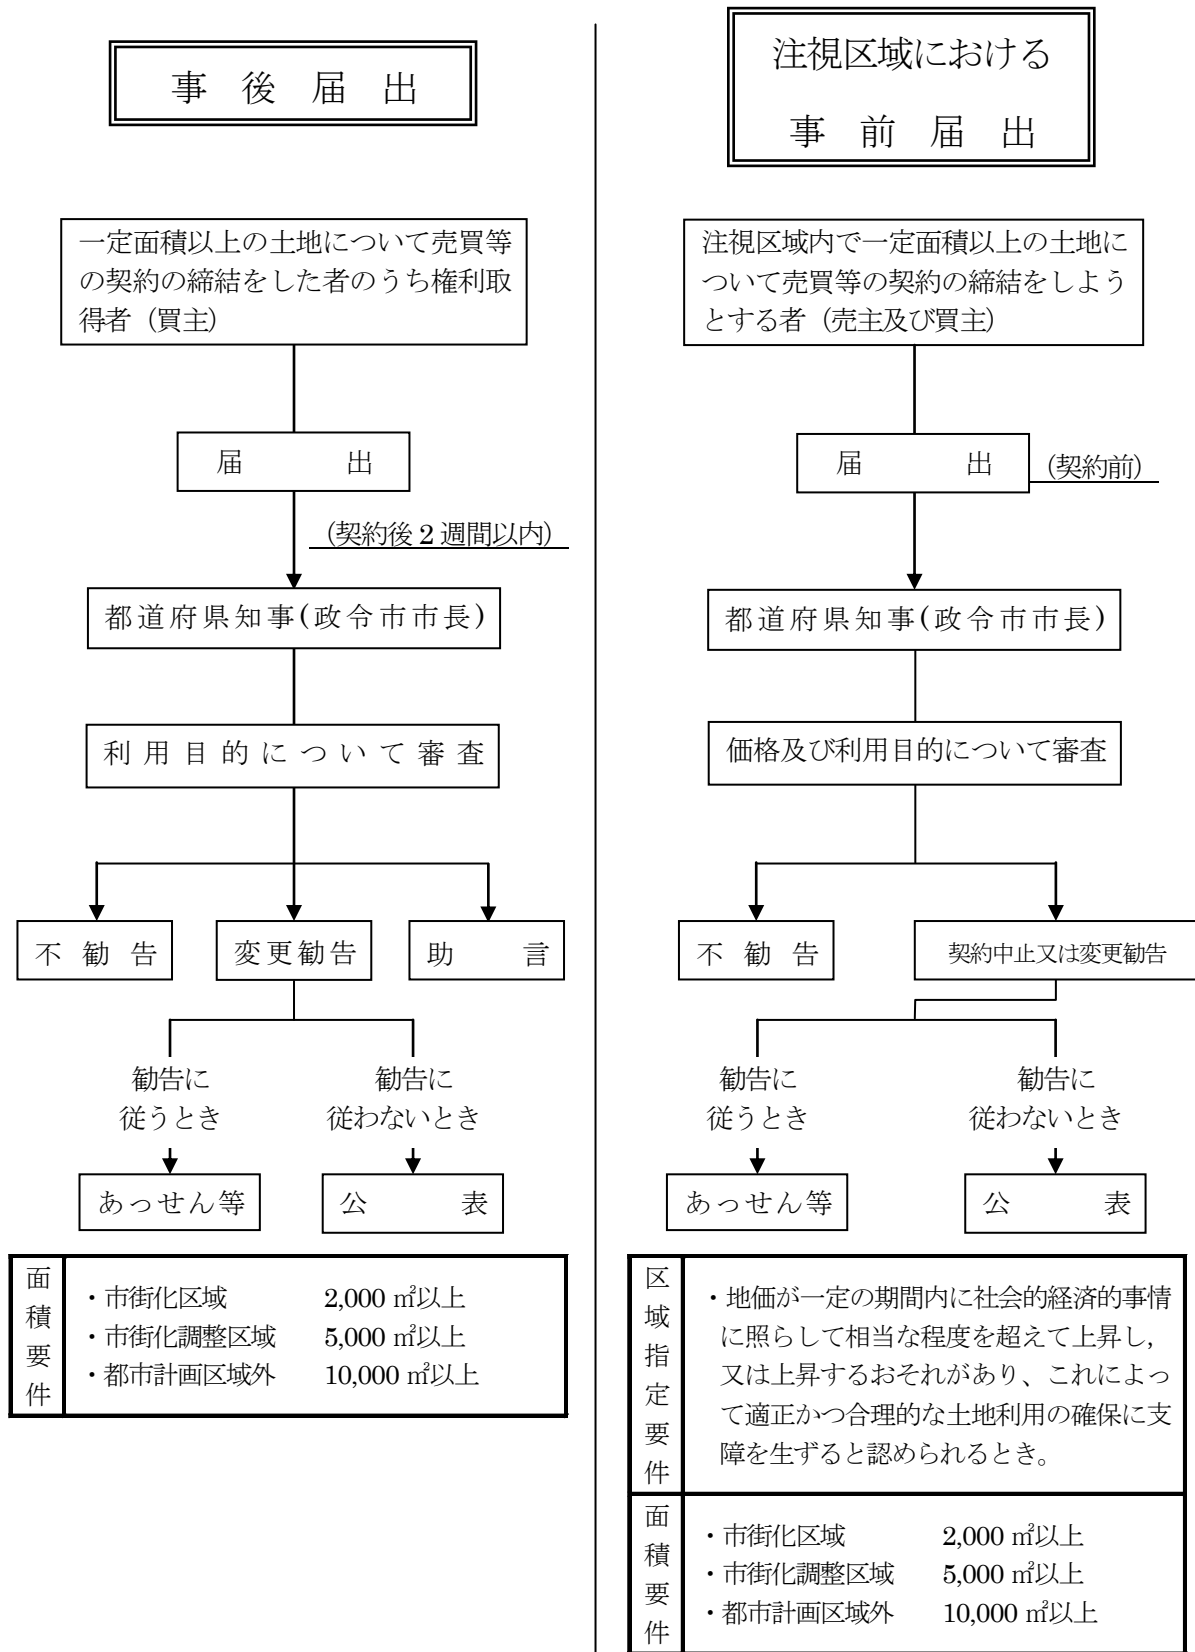 事後届出
一定面積以上の土地について売買等
の契約の締結をした者のうち権利取
得者（買主）
届出
（契約後2週間以内）
都道府県知事(政令市市長)
利用目的について審査
不勧告
変更勧告
助言
勧告に
従うとき
勧告に
従わないとき
あっせん等
公表
面積要件
・市街化区域 2,000 ㎡以上
・市街化調整区域 5,000 ㎡以上
・都市計画区域外 10,000 ㎡以上
注視区域における
事前届出
注視区域内で一定面積以上の土地に
ついて売買等の契約の締結をしよう
とする者（売主及び買主）
届出
（契約前）
都道府県知事(政令市市長)
価格及び利用目的について審査
不勧告
契約中止又は変更勧告
勧告に
従うとき
勧告に
従わないとき
あっせん等
公表
区域指定要件
・地価が一定の期間内に社会的経済的事情
に照らして相当な程度を超えて上昇し，
又は上昇するおそれがあり、これによっ
て適正かつ合理的な土地利用の確保に支
障を生ずると認められるとき。
面積要件
・市街化区域 2,000 ㎡以上
・市街化調整区域 5,000 ㎡以上
・都市計画区域外 10,000 ㎡以上